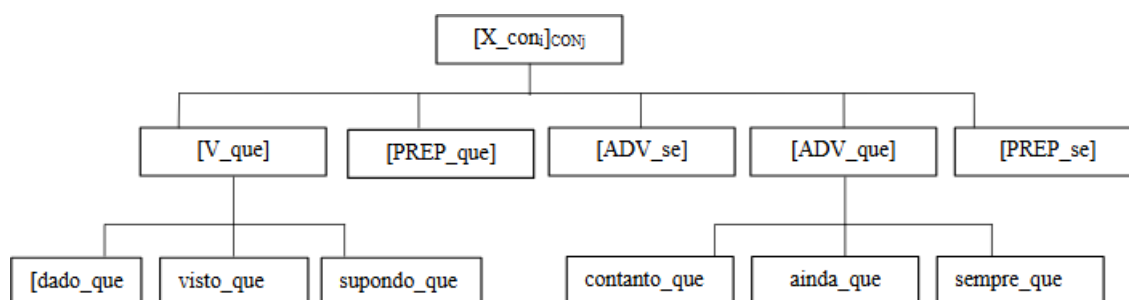 [X_conᵢ]CONj
[V_que]
[PREP_que]
[ADV_se]
[ADV_que]
[PREP_se]
[dado_que
visto_que
supondo_que
contanto_que
ainda_que
sempre_que